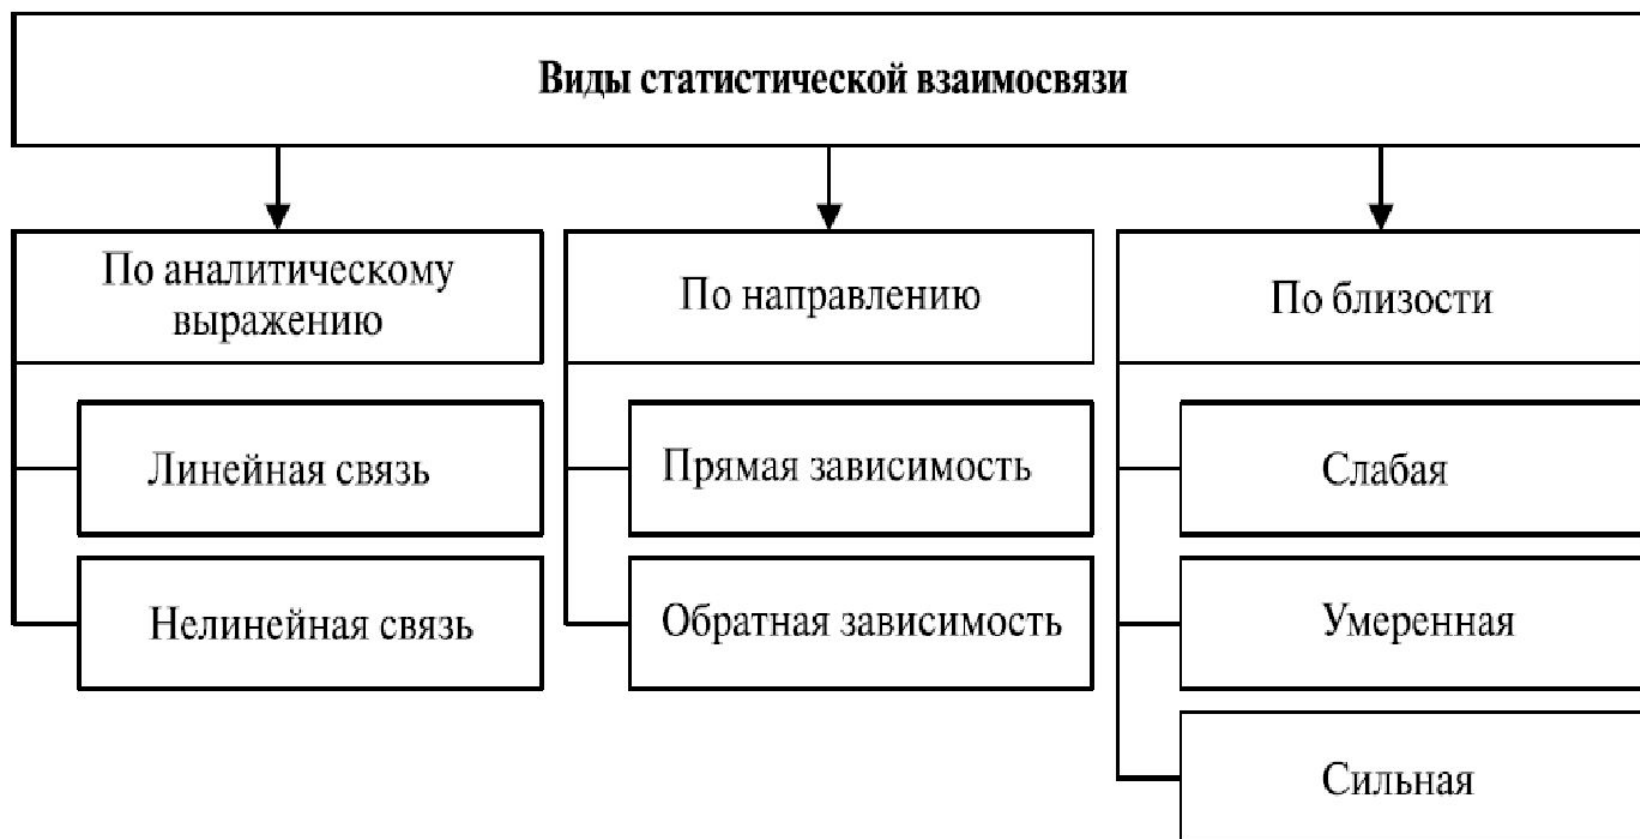 Виды статистической взаимосвязи
По аналитическому
выражению
Линейная связь
Нелинейная связь
По направлению
Прямая зависимость
Обратная зависимость
По близости
Слабая
Умеренная
Сильная